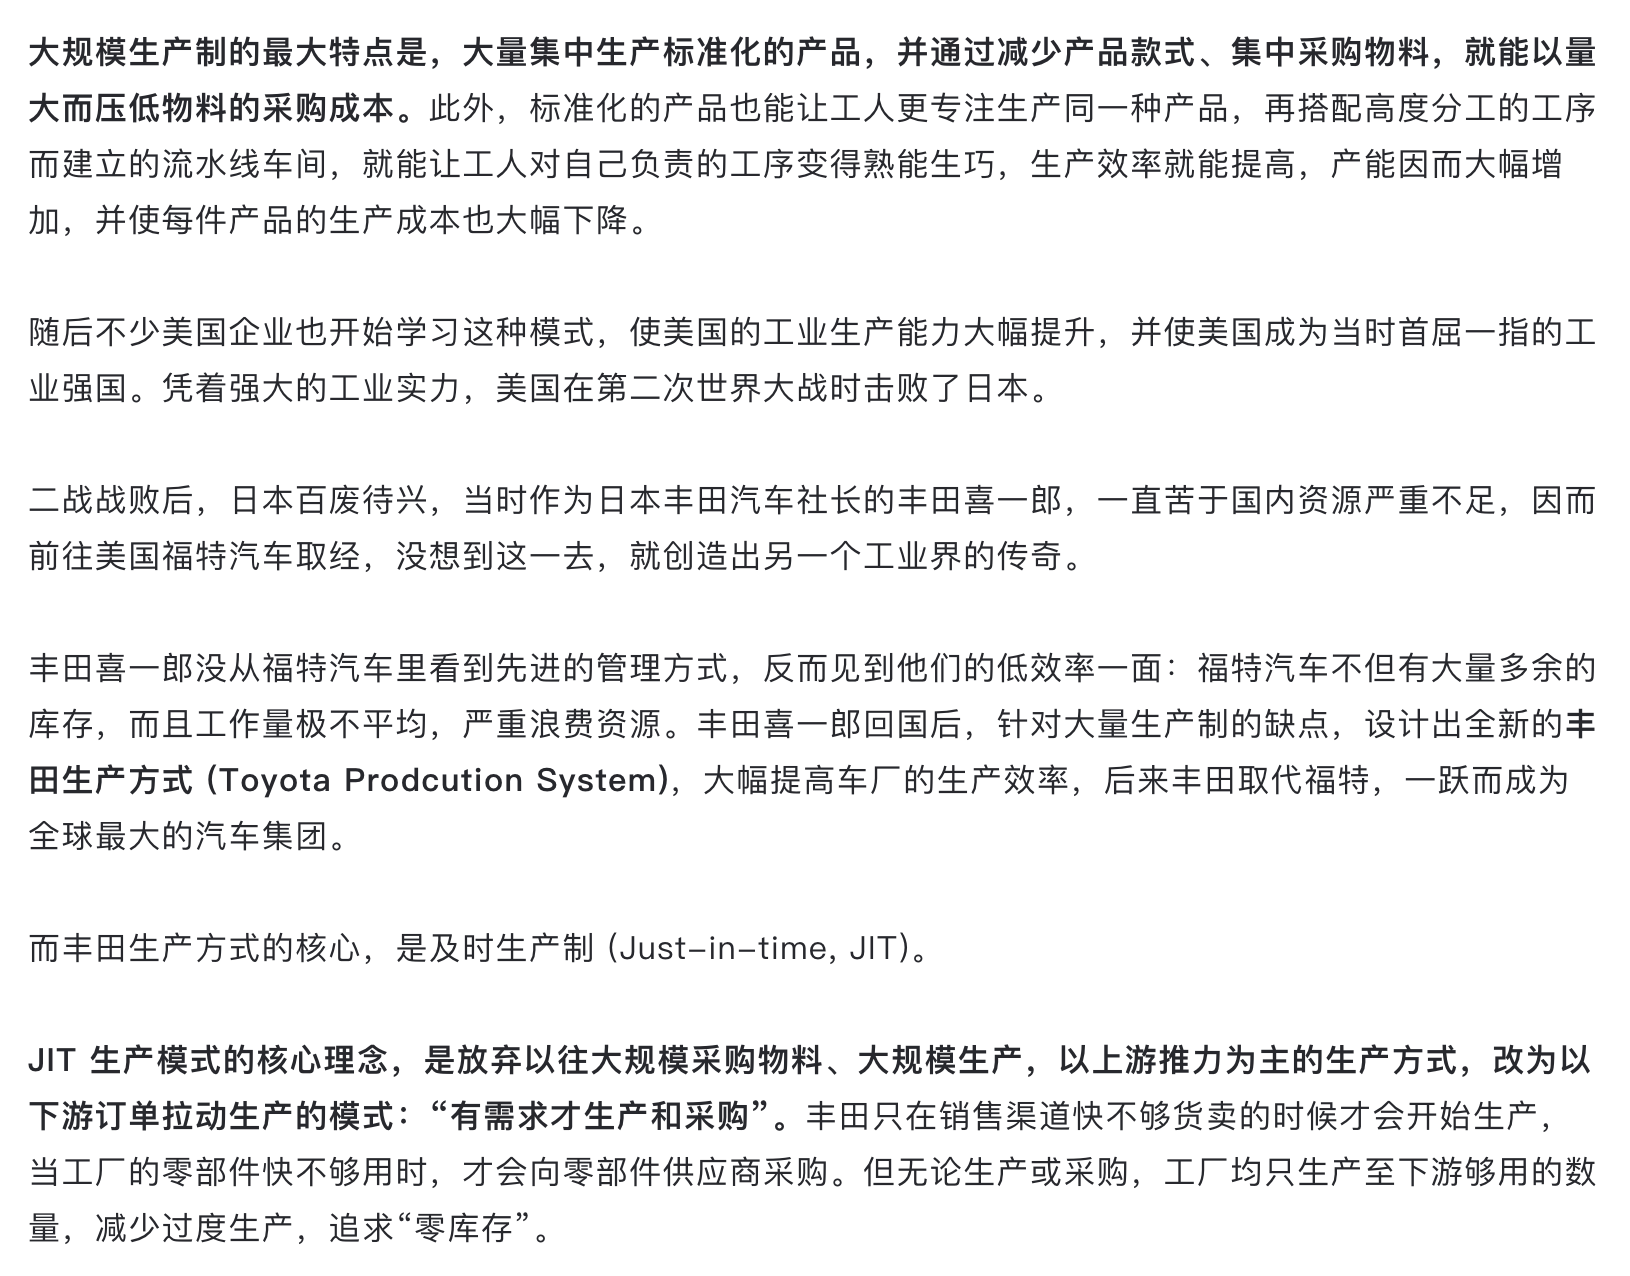 大规模生产制的最大特点是，大量集中生产标准化的产品，并通过减少产品款式、集中采购物料，就能以量
大而压低物料的采购成本。此外，标准化的产品也能让工人更专注生产同一种产品，再搭配高度分工的工序
而建立的流水线车间，就能让工人对自己负责的工序变得熟能生巧，生产效率就能提高，产能因而大幅增
加，并使每件产品的生产成本也大幅下降。
随后不少美国企业也开始学习这种模式，使美国的工业生产能力大幅提升，并使美国成为当时首屈一指的工
业强国。凭着强大的工业实力，美国在第二次世界大战时击败了日本。
二战战败后，日本百废待兴，当时作为日本丰田汽车社长的丰田喜一郎，一直苦于国内资源严重不足，因而
前往美国福特汽车取经，没想到这一去，就创造出另一个工业界的传奇。
丰田喜一郎没从福特汽车里看到先进的管理方式，反而见到他们的低效率一面：福特汽车不但有大量多余的
库存，而且工作量极不平均，严重浪费资源。丰田喜一郎回国后，针对大量生产制的缺点，设计出全新的丰
田生产方式 (Toyota Prodcution System)，大幅提高车厂的生产效率，后来丰田取代福特，一跃而成为
全球最大的汽车集团。
而丰田生产方式的核心，是及时生产制 (Just-in-time, JIT)。
JIT 生产模式的核心理念，是放弃以往大规模采购物料、大规模生产，以上游推力为主的生产方式，改为以
下游订单拉动生产的模式：“有需求才生产和采购”。丰田只在销售渠道快不够货卖的时候才会开始生产，
当工厂的零部件快不够用时，才会向零部件供应商采购。但无论生产或采购，工厂均只生产至下游够用的数
量，减少过度生产，追求“零库存”。